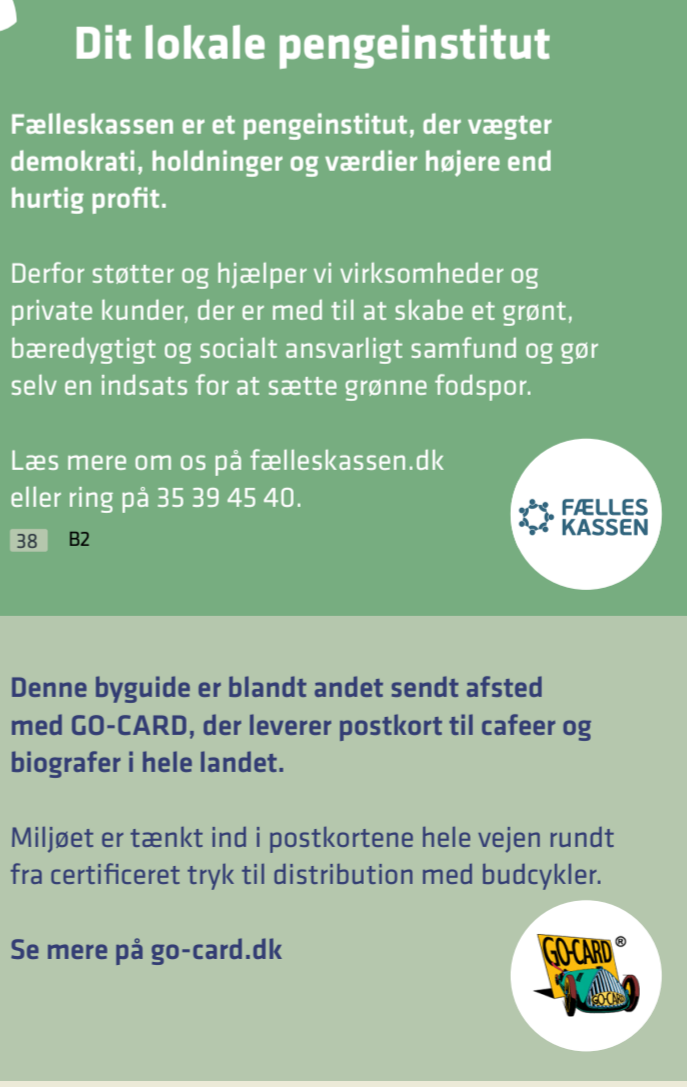 Dit lokale pengeinstitut
Fælleskassen er et pengeinstitut, der vægter
demokrati, holdninger og værdier højere end
hurtig profit.
Derfor støtter og hjælper vi virksomheder og
private kunder, der er med til at skabe et grønt,
bæredygtigt og socialt ansvarligt samfund og gør
selv en indsats for at sætte grønne fodspor.
Læs mere om os på fælleskassen.dk
eller ring på 35 39 45 40.
38 B2
FÆLLES
KASSEN
Denne byguide er blandt andet sendt afsted
med GO-CARD, der leverer postkort til cafeer og
biografer i hele landet.
Miljøet er tænkt ind i postkortene hele vejen rundt
fra certificeret tryk til distribution med budcykler.
Se mere på go-card.dk
GO-CARD ®
GO-CARD